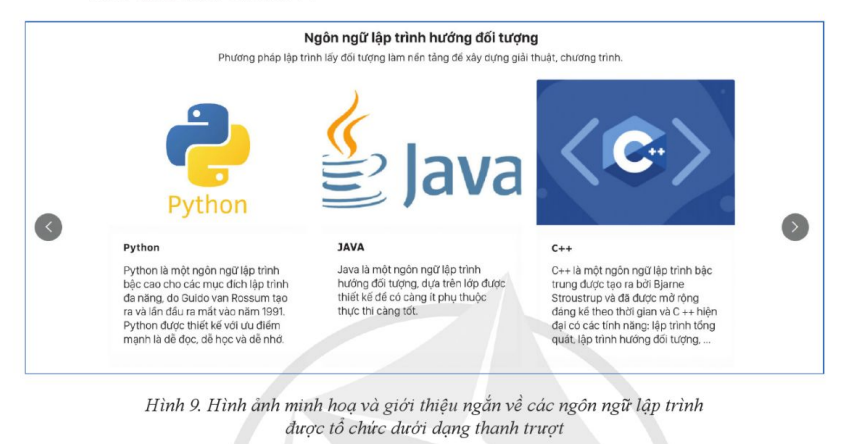 Ngôn ngữ lập trình hướng đối tượng
Phương pháp lập trình lấy đối tượng làm nền tảng để xây dựng giải thuật, chương trình.
Python
Java
C++
Python
Python là một ngôn ngữ lập trình
bậc cao cho các mục đích lập trình
đa năng, do Guido van Rossum tạo
ra và lần đầu ra mắt vào năm 1991.
Python được thiết kế với ưu điểm
mạnh là dễ đọc, dễ học và dễ nhớ.
JAVA
Java là một ngôn ngữ lập trình
hướng đối tượng, dựa trên lớp được
thiết kế để có càng ít phụ thuộc
thực thi càng tốt.
C++
C++ là một ngôn ngữ lập trình bậc
trung được tạo ra bởi Bjarne
Stroustrup và đã được mở rộng
đáng kể theo thời gian và C ++ hiện
đại có các tính năng: lập trình tổng
quát, lập trình hướng đối tượng, ...
Hình 9. Hình ảnh minh hoạ và giới thiệu ngắn về các ngôn ngữ lập trình
được tổ chức dưới dạng thanh trượt